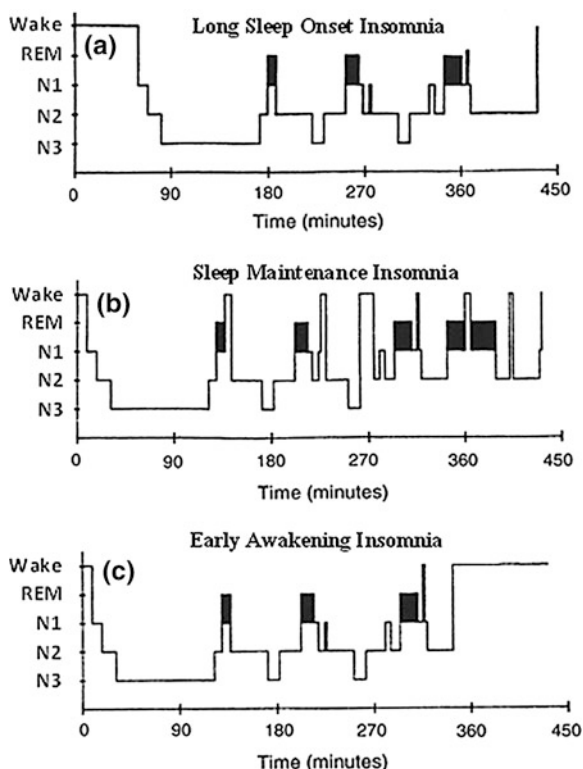 (a) Long Sleep Onset Insomnia
Wake
REM
N1
N2
N3
0 90 180 270 360 450
Time (minutes)
(b) Sleep Maintenance Insomnia
Wake
REM
N1
N2
N3
0 90 180 270 360 450
Time (minutes)
(c) Early Awakening Insomnia
Wake
REM
N1
N2
N3
0 90 180 270 360 450
Time (minutes)